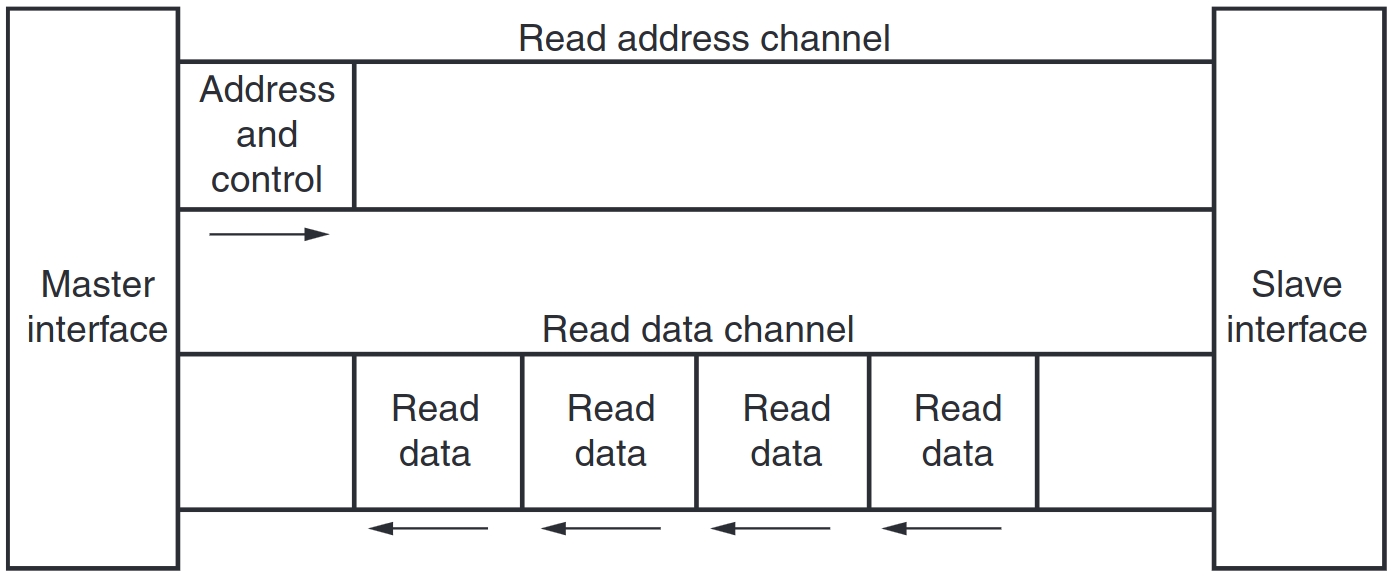 Read address channel
Address
and
control
Master
interface
Slave
interface
Read data channel
Read
data
Read
data
Read
data
Read
data